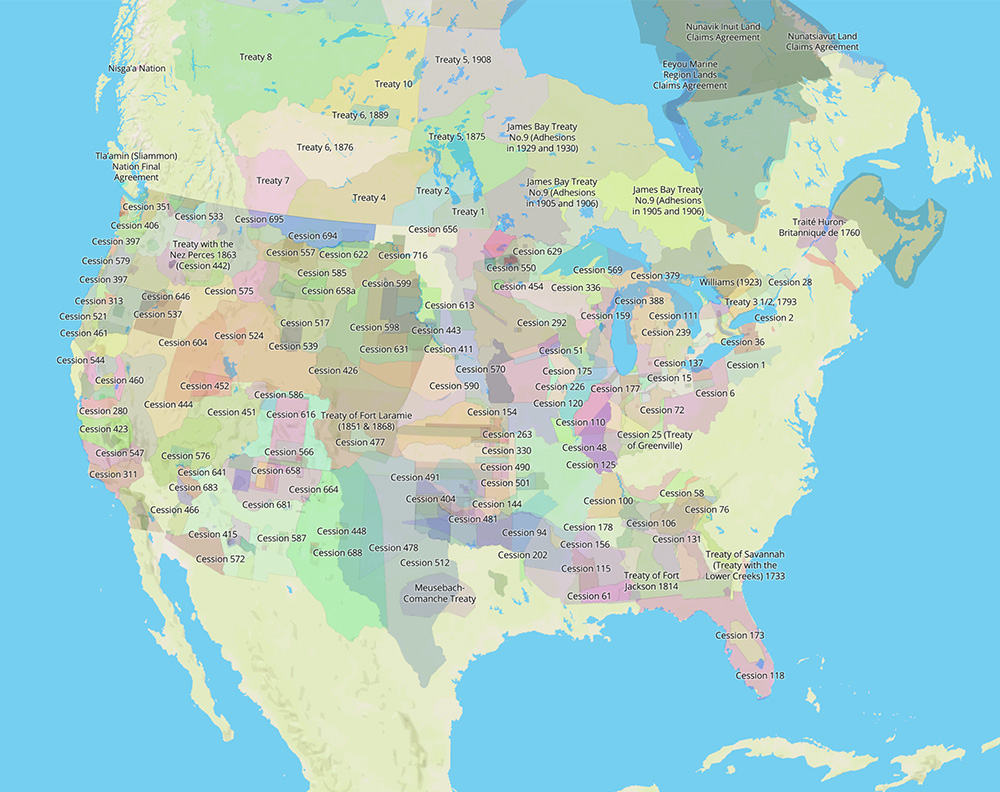 Nunavik Inuit Land
Claims Agreement
Nunatsiavut Land
Claims Agreement
Treaty 8
Treaty 5, 1908
Nisga'a Nation
Eeyou Marine
Region Lands
Claims Agreement
Treaty 10
Treaty 6, 1889
Treaty 5, 1875
James Bay Treaty
No.9 (Adhesions
in 1929 and 1930)
Treaty 6, 1876
Tla'amin (Sliammon)
Nation Final
Agreement
Treaty 7
Treaty 4
Treaty 2
James Bay Treaty
No.9 (Adhesions
in 1905 and 1906)
James Bay Treaty
No.9 (Adhesions
in 1905 and 1906)
Treaty 1
Cession 351
Cession 533
Cession 695
Cession 406
Cession 656
Traité Huron-
Britannique de 1760
Cession 694
Cession 397
Treaty with the
Nez Perces 1863
(Cession 442)
Cession 557
Cession 622
Cession 716
Cession 629
Cession 579
Cession 585
Cession 550
Cession 569
Cession 379
Cession 397
Cession 599
Cession 454
Cession 336
Williams (1923)
Cession 28
Cession 575
Cession 658a
Cession 646
Cession 313
Cession 613
Cession 388
Treaty 3.1/2, 1793
Cession 521
Cession 537
Cession 159
Cession 111
Cession 2
Cession 517
Cession 598
Cession 443
Cession 292
Cession 239
Cession 461
Cession 524
Cession 604
Cession 539
Cession 631
Cession 411
Cession 51
Cession 36
Cession 544
Cession 426
Cession 570
Cession 175
Cession 137
Cession 1
Cession 460
Cession 452
Cession 590
Cession 226
Cession 177
Cession 15
Cession 586
Cession 6
Cession 280
Cession 444
Cession 451
Cession 616
Treaty of Fort Laramie
(1851 & 1868)
Cession 154
Cession 120
Cession 72
Cession 423
Cession 110
Cession 477
Cession 263
Cession 25 (Treaty
of Greenville)
Cession 547
Cession 576
Cession 566
Cession 330
Cession 48
Cession 311
Cession 641
Cession 658
Cession 491
Cession 490
Cession 125
Cession 683
Cession 664
Cession 501
Cession 58
Cession 466
Cession 681
Cession 404
Cession 144
Cession 100
Cession 76
Cession 481
Cession 106
Cession 415
Cession 587
Cession 448
Cession 94
Cession 178
Cession 131
Cession 572
Cession 688
Cession 478
Cession 202
Cession 156
Cession 512
Cession 115
Treaty of Savannah
(Treaty with the
Lower Creeks) 1733
Treaty of Fort
Jackson 1814
Meusebach-
Comanche Treaty
Cession 61
Cession 173
Cession 118